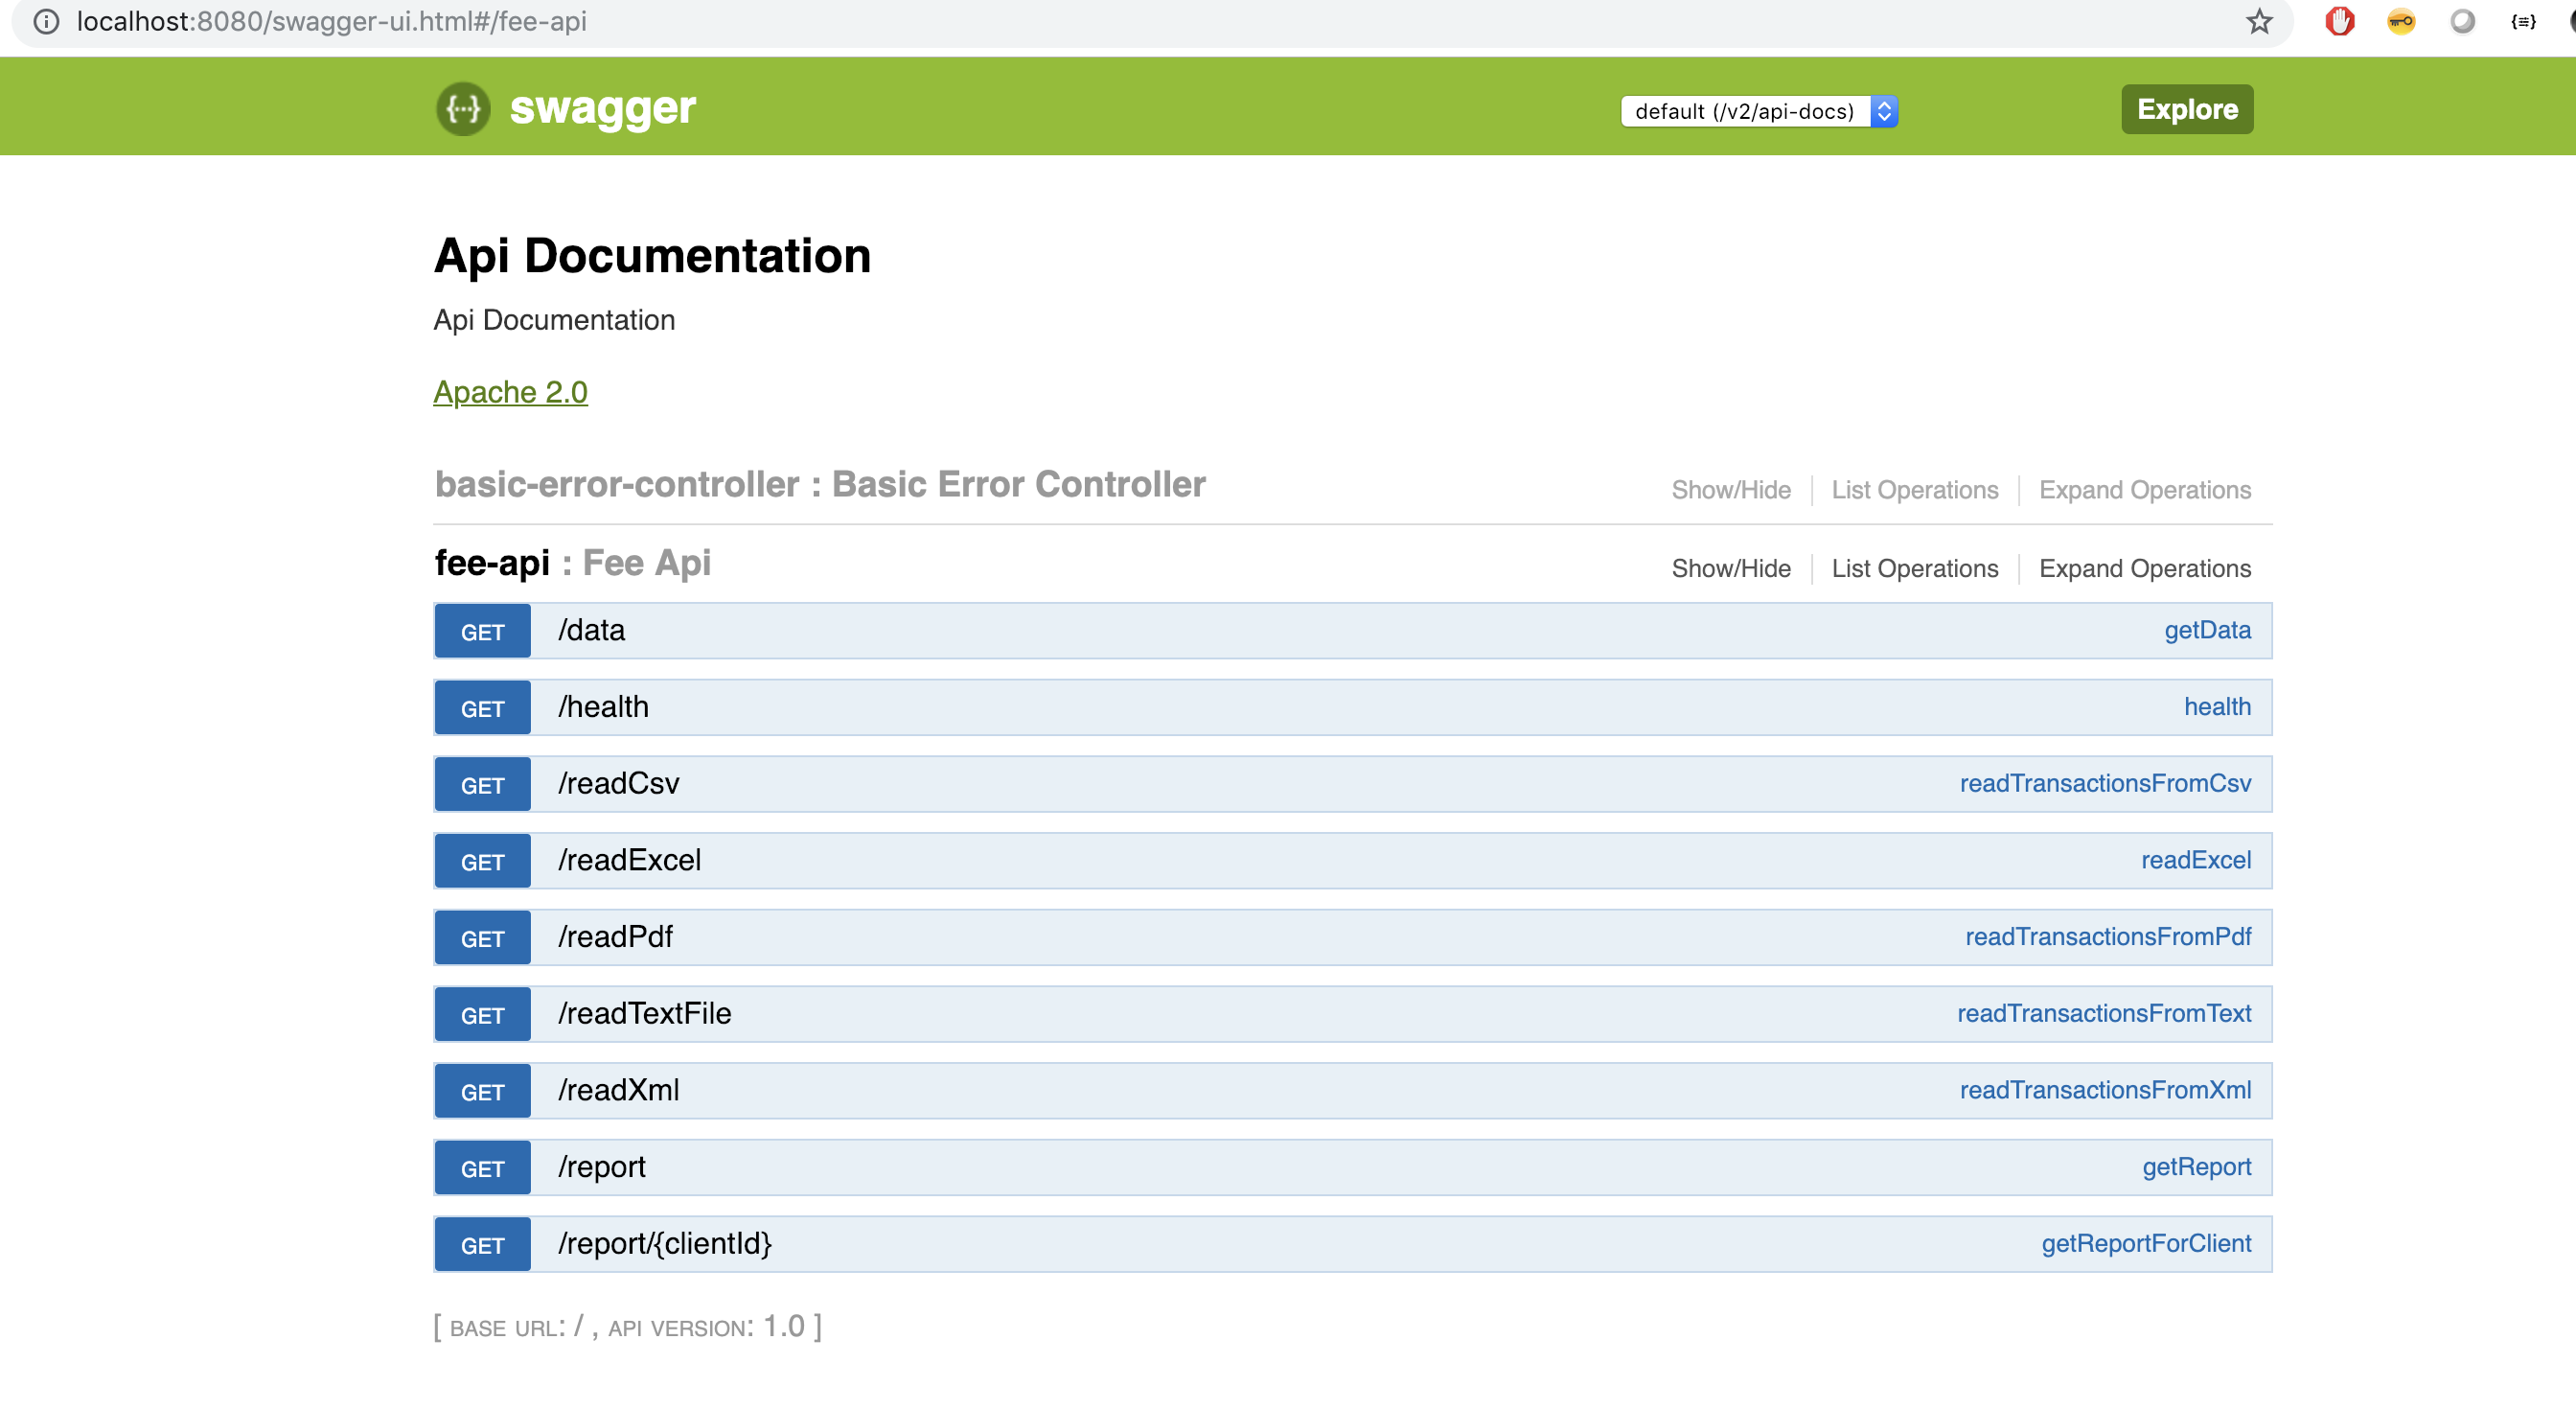 localhost:8080/swagger-ui.html#/fee-api
{···} swagger default (/v2/api-docs) Explore
Api Documentation
Api Documentation
Apache 2.0
basic-error-controller : Basic Error Controller Show/Hide List Operations Expand Operations
fee-api : Fee Api Show/Hide List Operations Expand Operations
GET /data getData
GET /health health
GET /readCsv readTransactionsFromCsv
GET /readExcel readExcel
GET /readPdf readTransactionsFromPdf
GET /readTextFile readTransactionsFromText
GET /readXml readTransactionsFromXml
GET /report getReport
GET /report/{clientId} getReportForClient
[ BASE URL: / , API VERSION: 1.0 ]